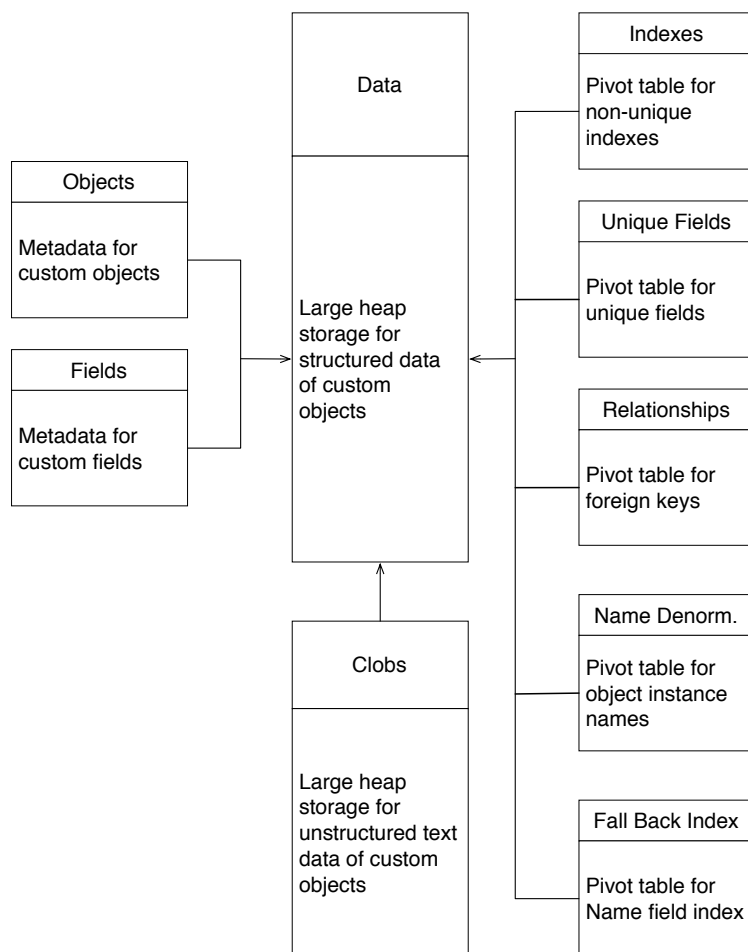 Objects
Metadata for
custom objects
Fields
Metadata for
custom fields
Data
Large heap
storage for
structured data
of custom
objects
Clobs
Large heap
storage for
unstructured text
data of custom
objects
Indexes
Pivot table for
non-unique
indexes
Unique Fields
Pivot table for
unique fields
Relationships
Pivot table for
foreign keys
Name Denorm.
Pivot table for
object instance
names
Fall Back Index
Pivot table for
Name field index